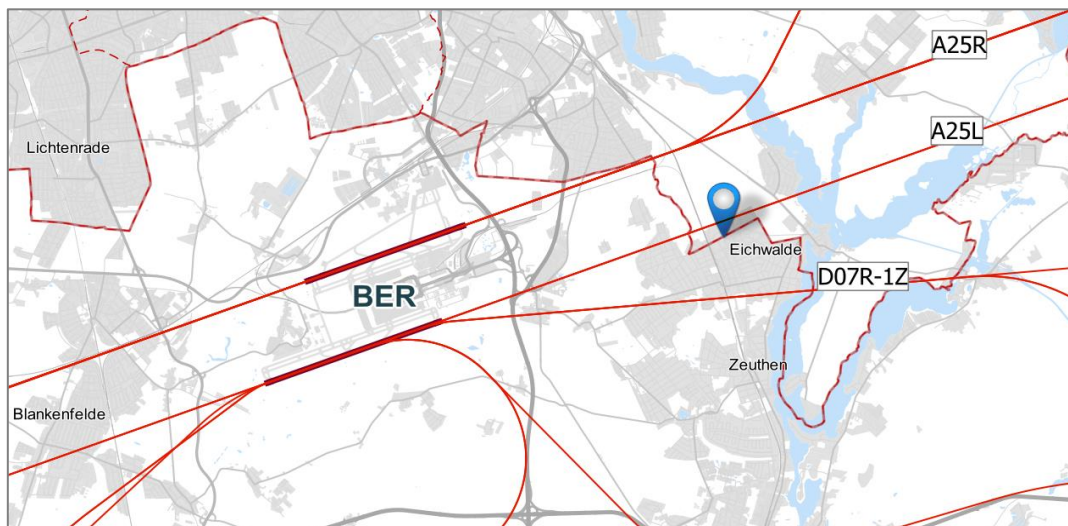 A25R
A25L
Lichtenrade
Eichwalde
D07R-1Z
BER
Zeuthen
Blankenfelde